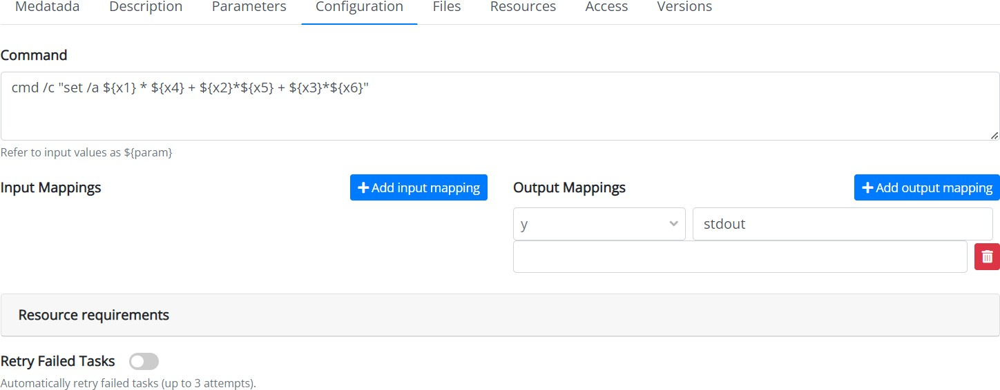 Medatada Description Parameters Configuration Files Resources Access Versions
Command
cmd /c "set /a ${x1} * ${x4} + ${x2}*${x5} + ${x3}*${x6}"
Refer to input values as ${param}
Input Mappings
Add input mapping
Output Mappings
Add output mapping
y
stdout
Resource requirements
Retry Failed Tasks
Automatically retry failed tasks (up to 3 attempts).